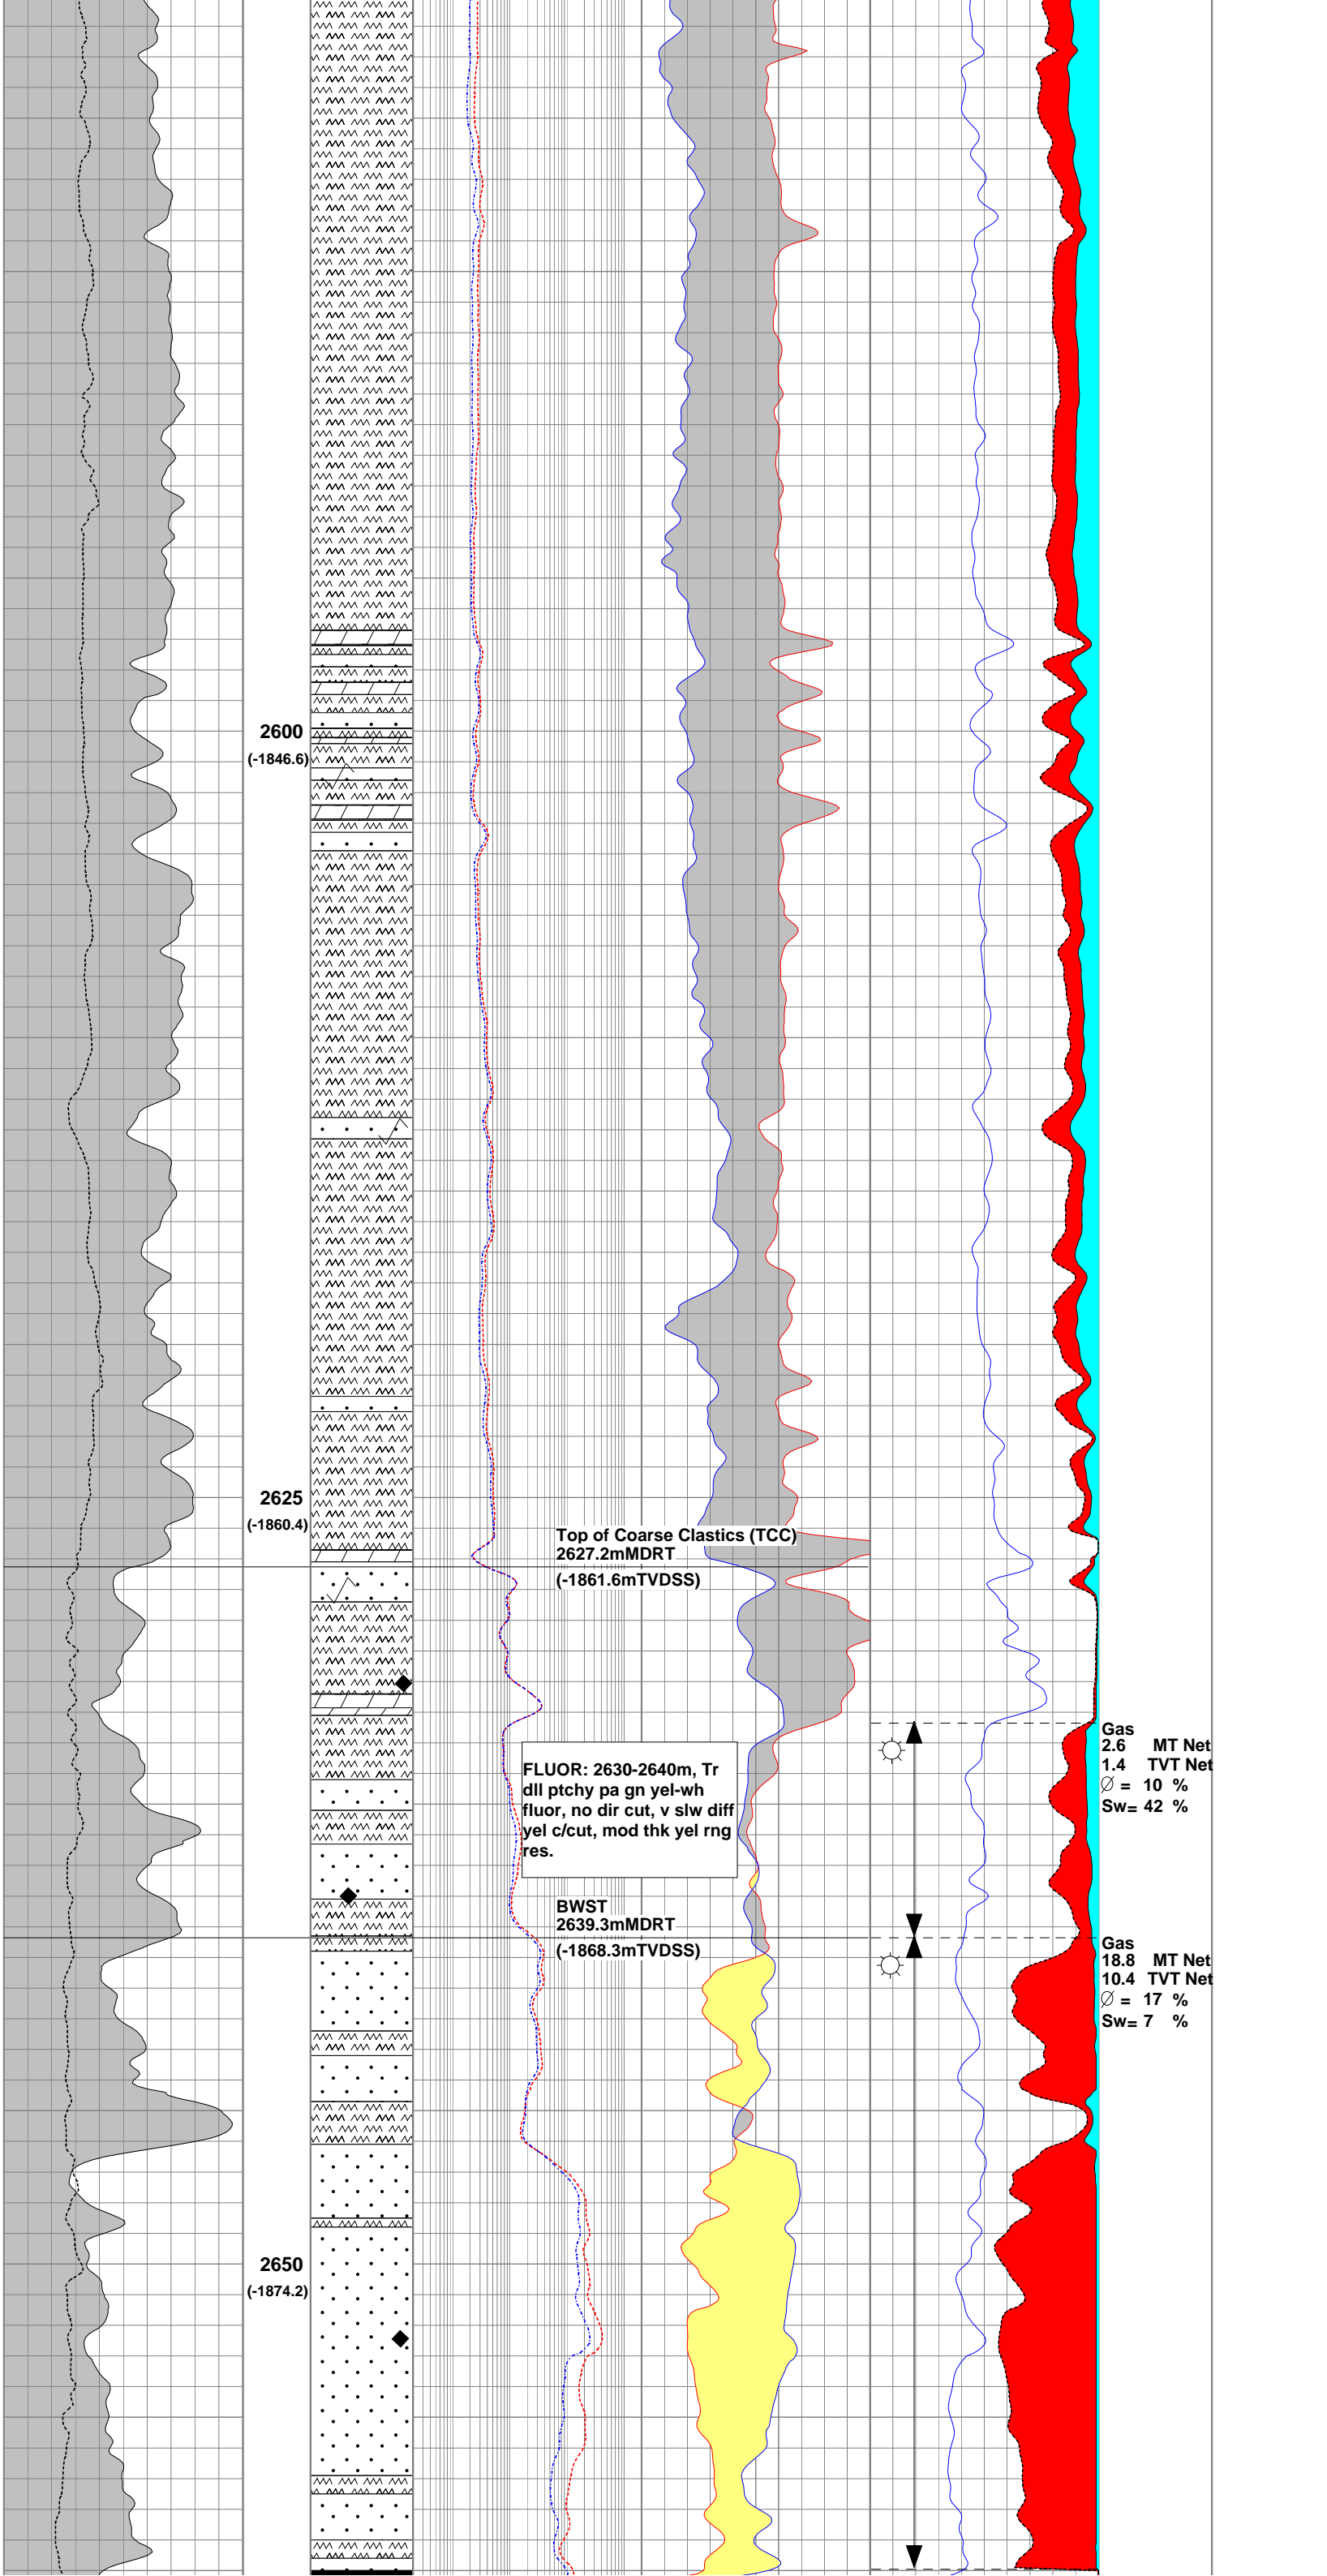 2600
(-1846.6)
2625
(-1860.4)
Top of Coarse Clastics (TCC)
2627.2mMDRT
(-1861.6mTVDSS)
Gas
2.6 MT Net
1.4 TVT Net
∅ = 10 %
Sw= 42 %
FLUOR: 2630-2640m, Tr
dll ptchy pa gn yel-wh
fluor, no dir cut, v slw diff
yel c/cut, mod thk yel rng
res.
BWST
2639.3mMDRT
(-1868.3mTVDSS)
Gas
18.8 MT Net
10.4 TVT Net
∅ = 17 %
Sw= 7 %
2650
(-1874.2)